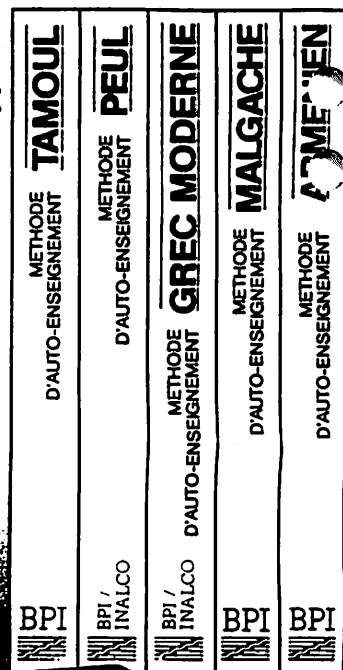 METHODE
D'AUTO-ENSEIGNEMENT
TAMOUL
BPI
METHODE
D'AUTO-ENSEIGNEMENT
PEUL
BPI /
INALCO
METHODE
D'AUTO-ENSEIGNEMENT
GREC MODERNE
BPI /
INALCO
METHODE
D'AUTO-ENSEIGNEMENT
MALGACHE
BPI
METHODE
D'AUTO-ENSEIGNEMENT
BPI